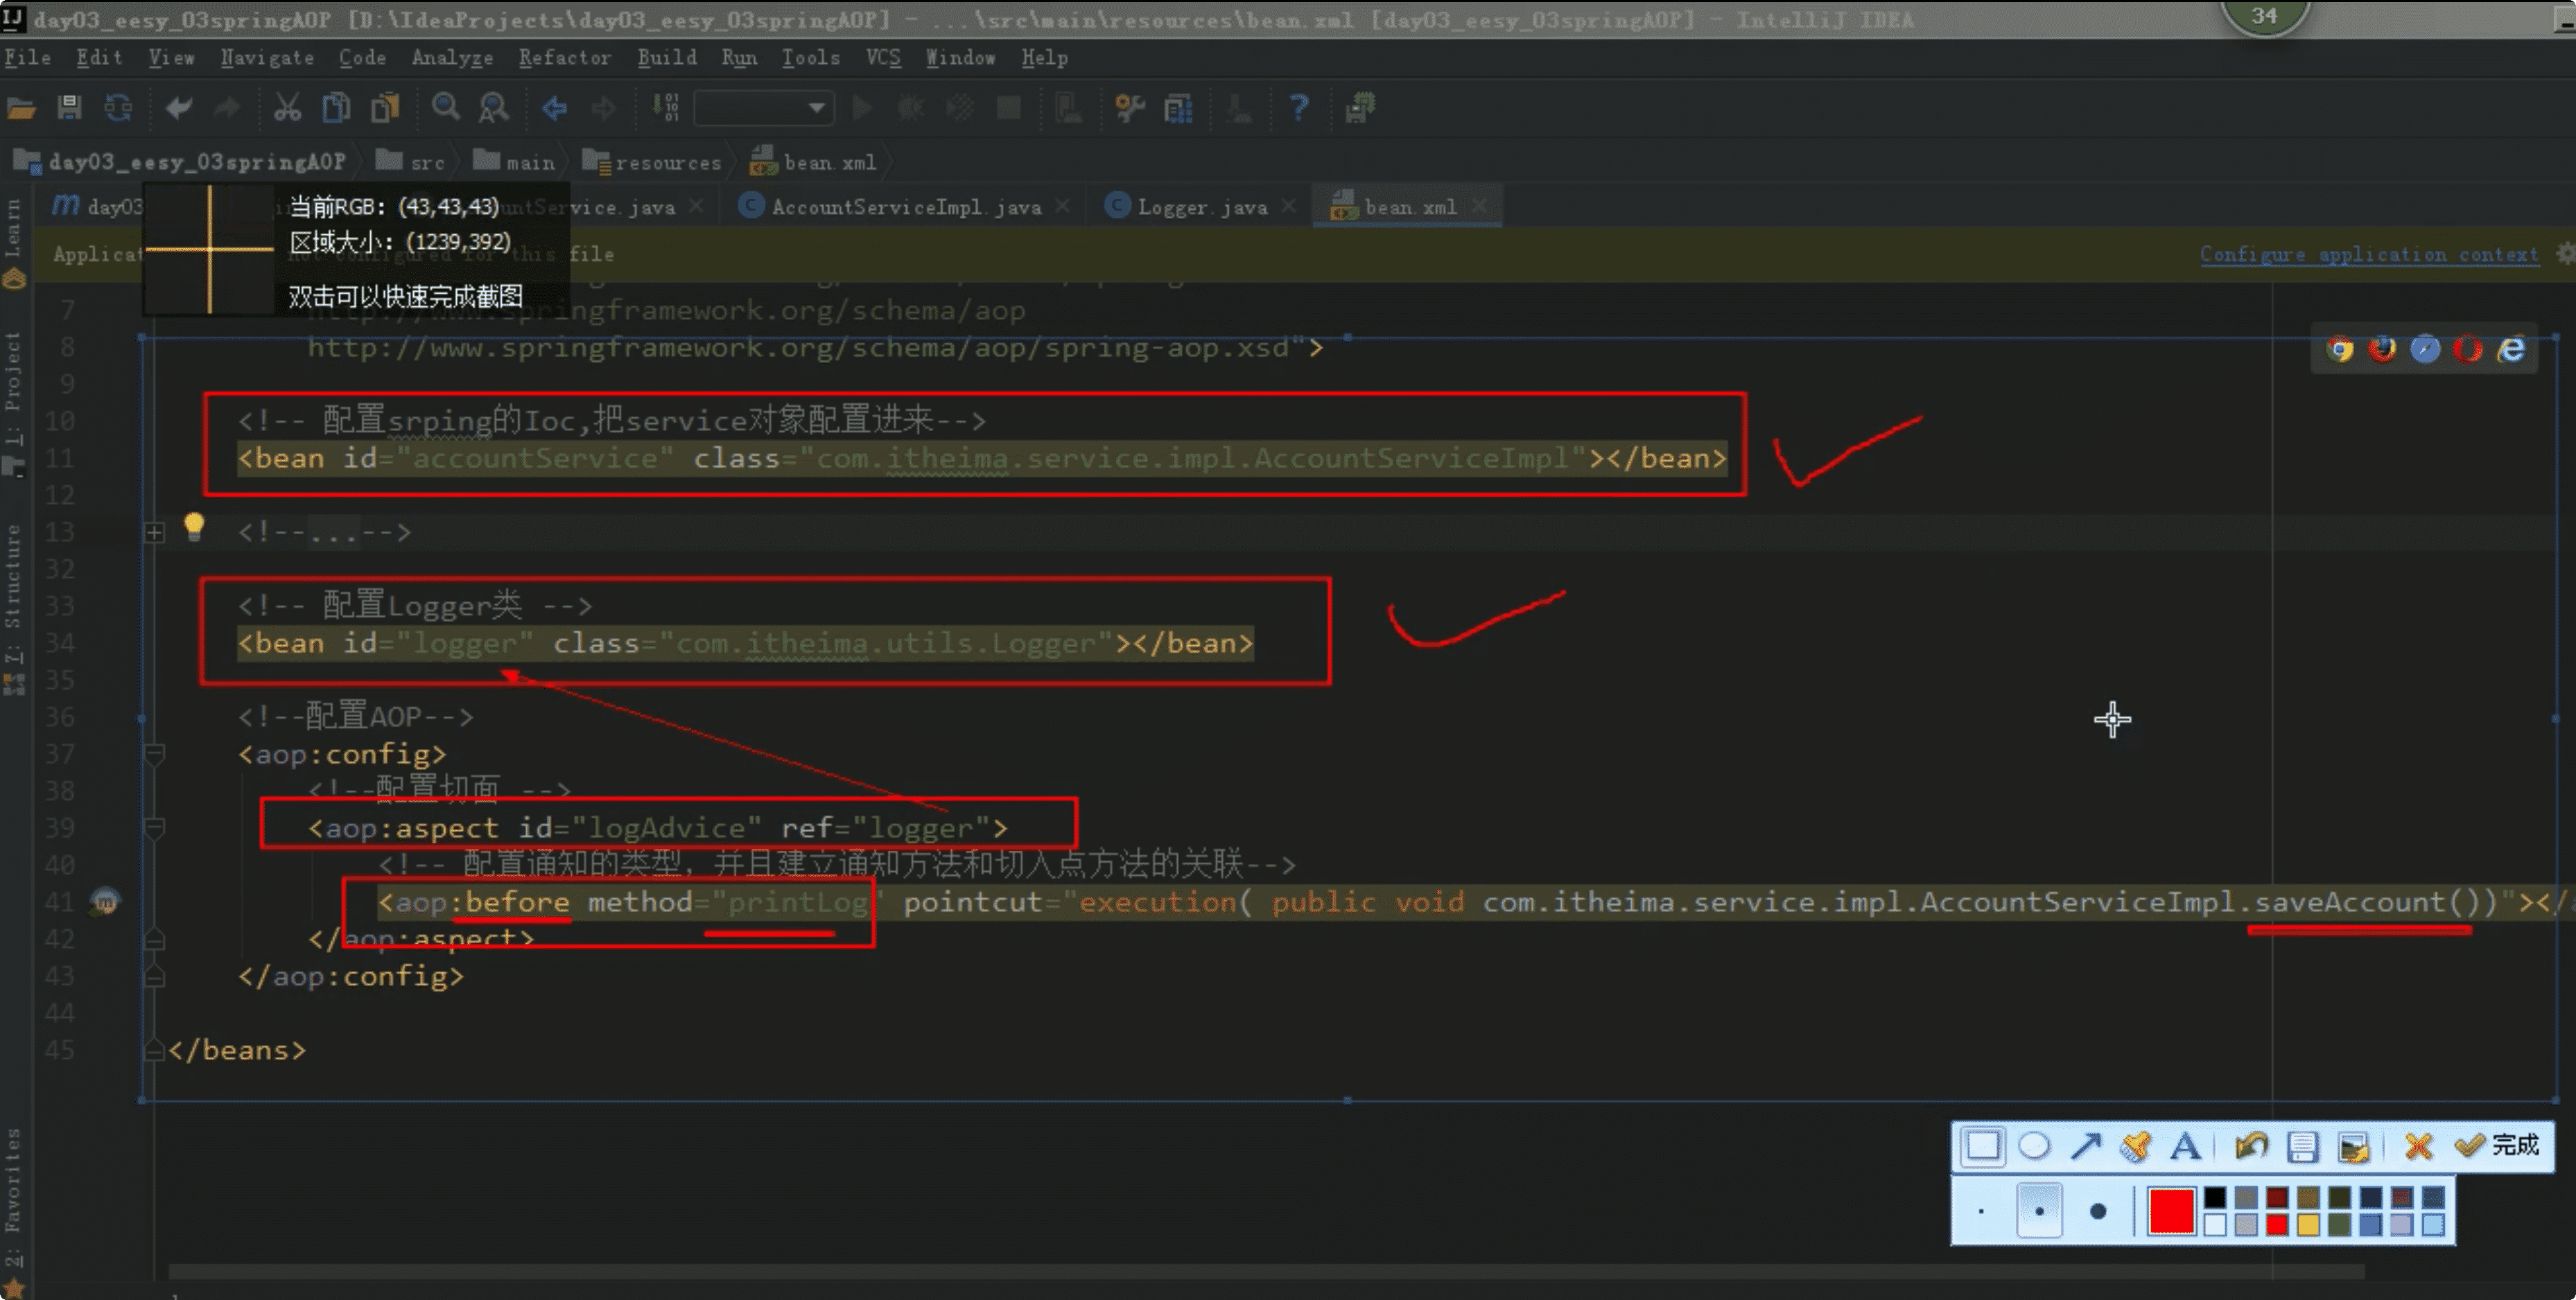 day03_eesy_03springAOP [D:\IdeaProjects\day03_eesy_03springAOP] - ...\src\main\resources\bean.xml [day03_eesy_03springAOP] - IntelliJ IDEA
34
File Edit View Navigate Code Analyze Refactor Build Run Tools VCS Window Help
day03_eesy_03springAOP src main resources bean.xml
day03 AccountServiceImpl.java Logger.java bean.xml
当前RGB: (43,43,43)
区域大小: (1239,392)
双击可以快速完成截图
Applicat not configured for this file Configure application context
Learn
1: Project
7: Structure
2: Favorites
7 http://www.springframework.org/schema/aop
8 http://www.springframework.org/schema/aop/spring-aop.xsd">
9
10 <!-- 配置srping的Ioc,把service对象配置进来-->
11 <bean id="accountService" class="com.itheima.service.impl.AccountServiceImpl"></bean>
12
13 <!--...-->
32
33 <!-- 配置Logger类 -->
34 <bean id="logger" class="com.itheima.utils.Logger"></bean>
35
36 <!--配置AOP-->
37 <aop:config>
38 <!--配置切面 -->
39 <aop:aspect id="logAdvice" ref="logger">
40 <!-- 配置通知的类型，并且建立通知方法和切入点方法的关联-->
41 <aop:before method="printLog" pointcut="execution( public void com.itheima.service.impl.AccountServiceImpl.saveAccount())"></a
42 </aop:aspect>
43 </aop:config>
44
45 </beans>
A 完成